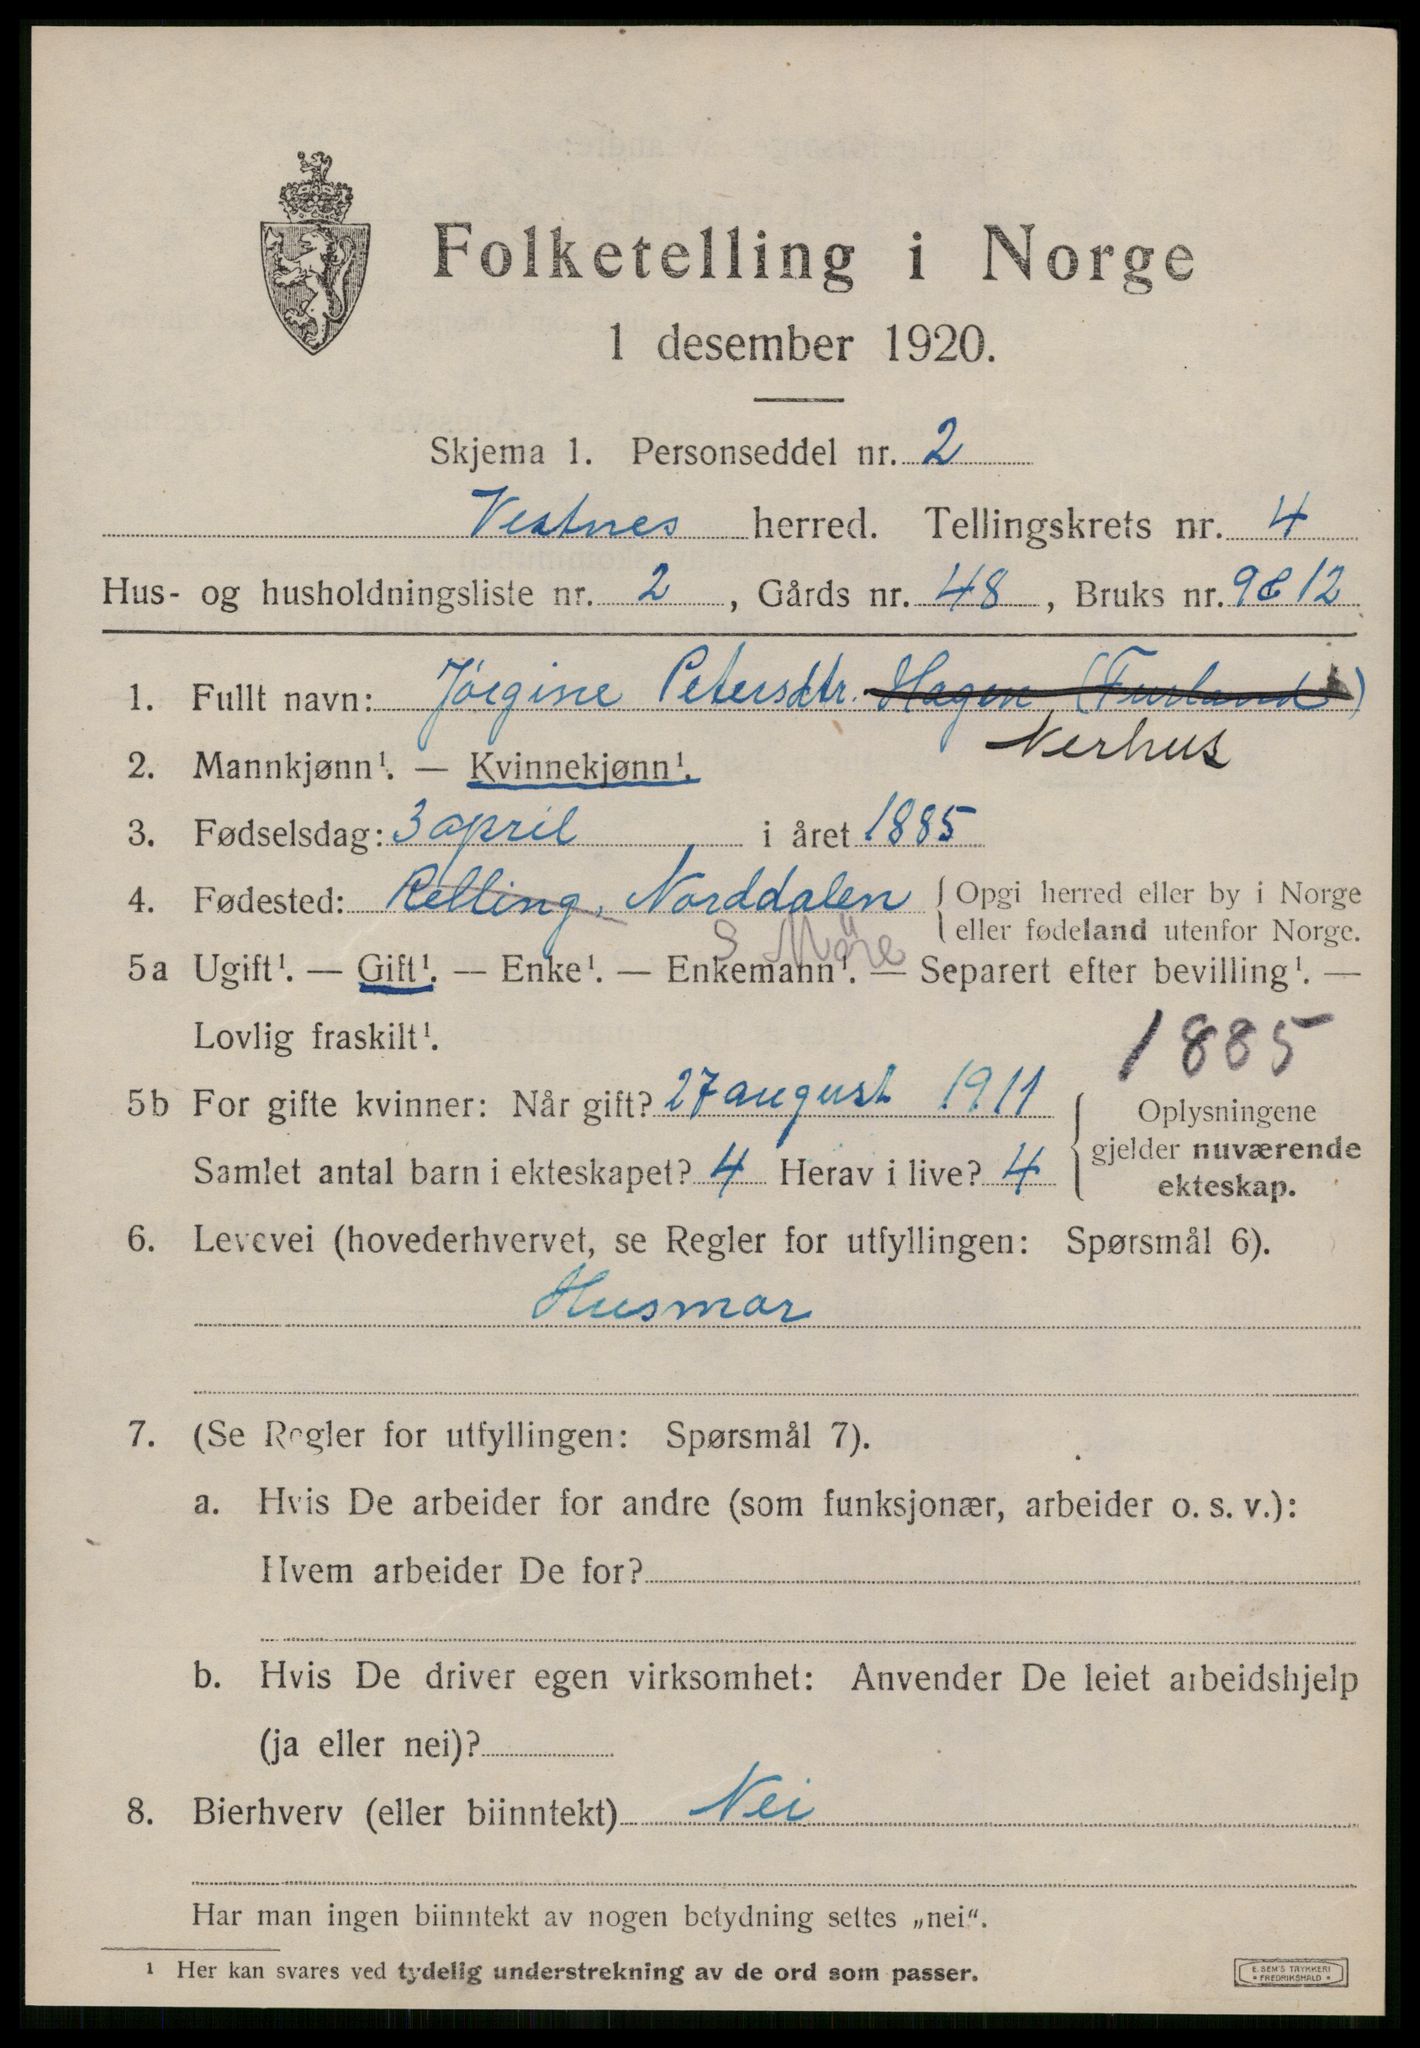 Folketelling i Norge
1 desember 1920.
Skjema 1. Personseddel nr. 2
Vestnes herred. Tellingskrets nr. 4
Hus- og husholdningsliste nr. 2, Gårds nr. 48, Bruks nr. 9 & 12
1. Fullt navn: Jørgine Petersdtr. Hagen (Furland)
Nerhus
2. Mannkjønn¹. — Kvinnekjønn¹.
3. Fødselsdag: 3 april i året 1885
4. Fødested: Relling, Norddalen { Opgi herred eller by i Norge
eller fødeland utenfor Norge.
S Möre
5a Ugift¹. — Gift¹. — Enke¹. — Enkemann¹. — Separert efter bevilling¹. —
Lovlig fraskilt¹.
1885
5b For gifte kvinner: Når gift? 27 august 1911
Samlet antal barn i ekteskapet? 4 Herav i live? 4
{ Oplysningene
gjelder nuværende
ekteskap.
6. Levevei (hovederhvervet, se Regler for utfyllingen: Spørsmål 6).
Husmor
7. (Se Regler for utfyllingen: Spørsmål 7).
a. Hvis De arbeider for andre (som funksjonær, arbeider o. s. v.):
Hvem arbeider De for?
b. Hvis De driver egen virksomhet: Anvender De leiet arbeidshjelp
(ja eller nei)?
8. Bierhverv (eller biinntekt) Nei
Har man ingen biinntekt av nogen betydning settes „nei“.
¹ Her kan svares ved tydelig understrekning av de ord som passer.
E. SEM'S TRYKKERI
FREDRIKSHALD